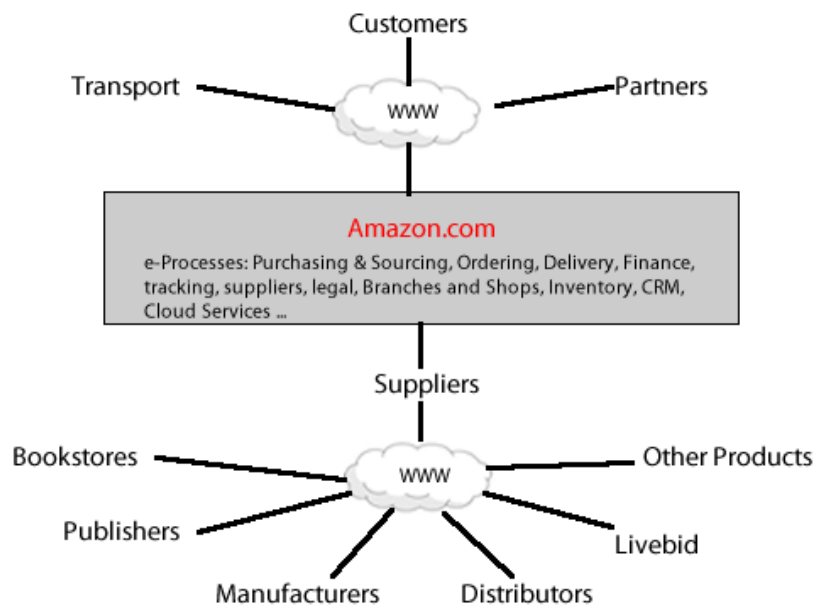 Customers
Transport
Partners
www
Amazon.com
e-Processes: Purchasing & Sourcing, Ordering, Delivery, Finance,
tracking, suppliers, legal, Branches and Shops, Inventory, CRM,
Cloud Services ...
Suppliers
Bookstores
www
Other Products
Publishers
Livebid
Manufacturers
Distributors